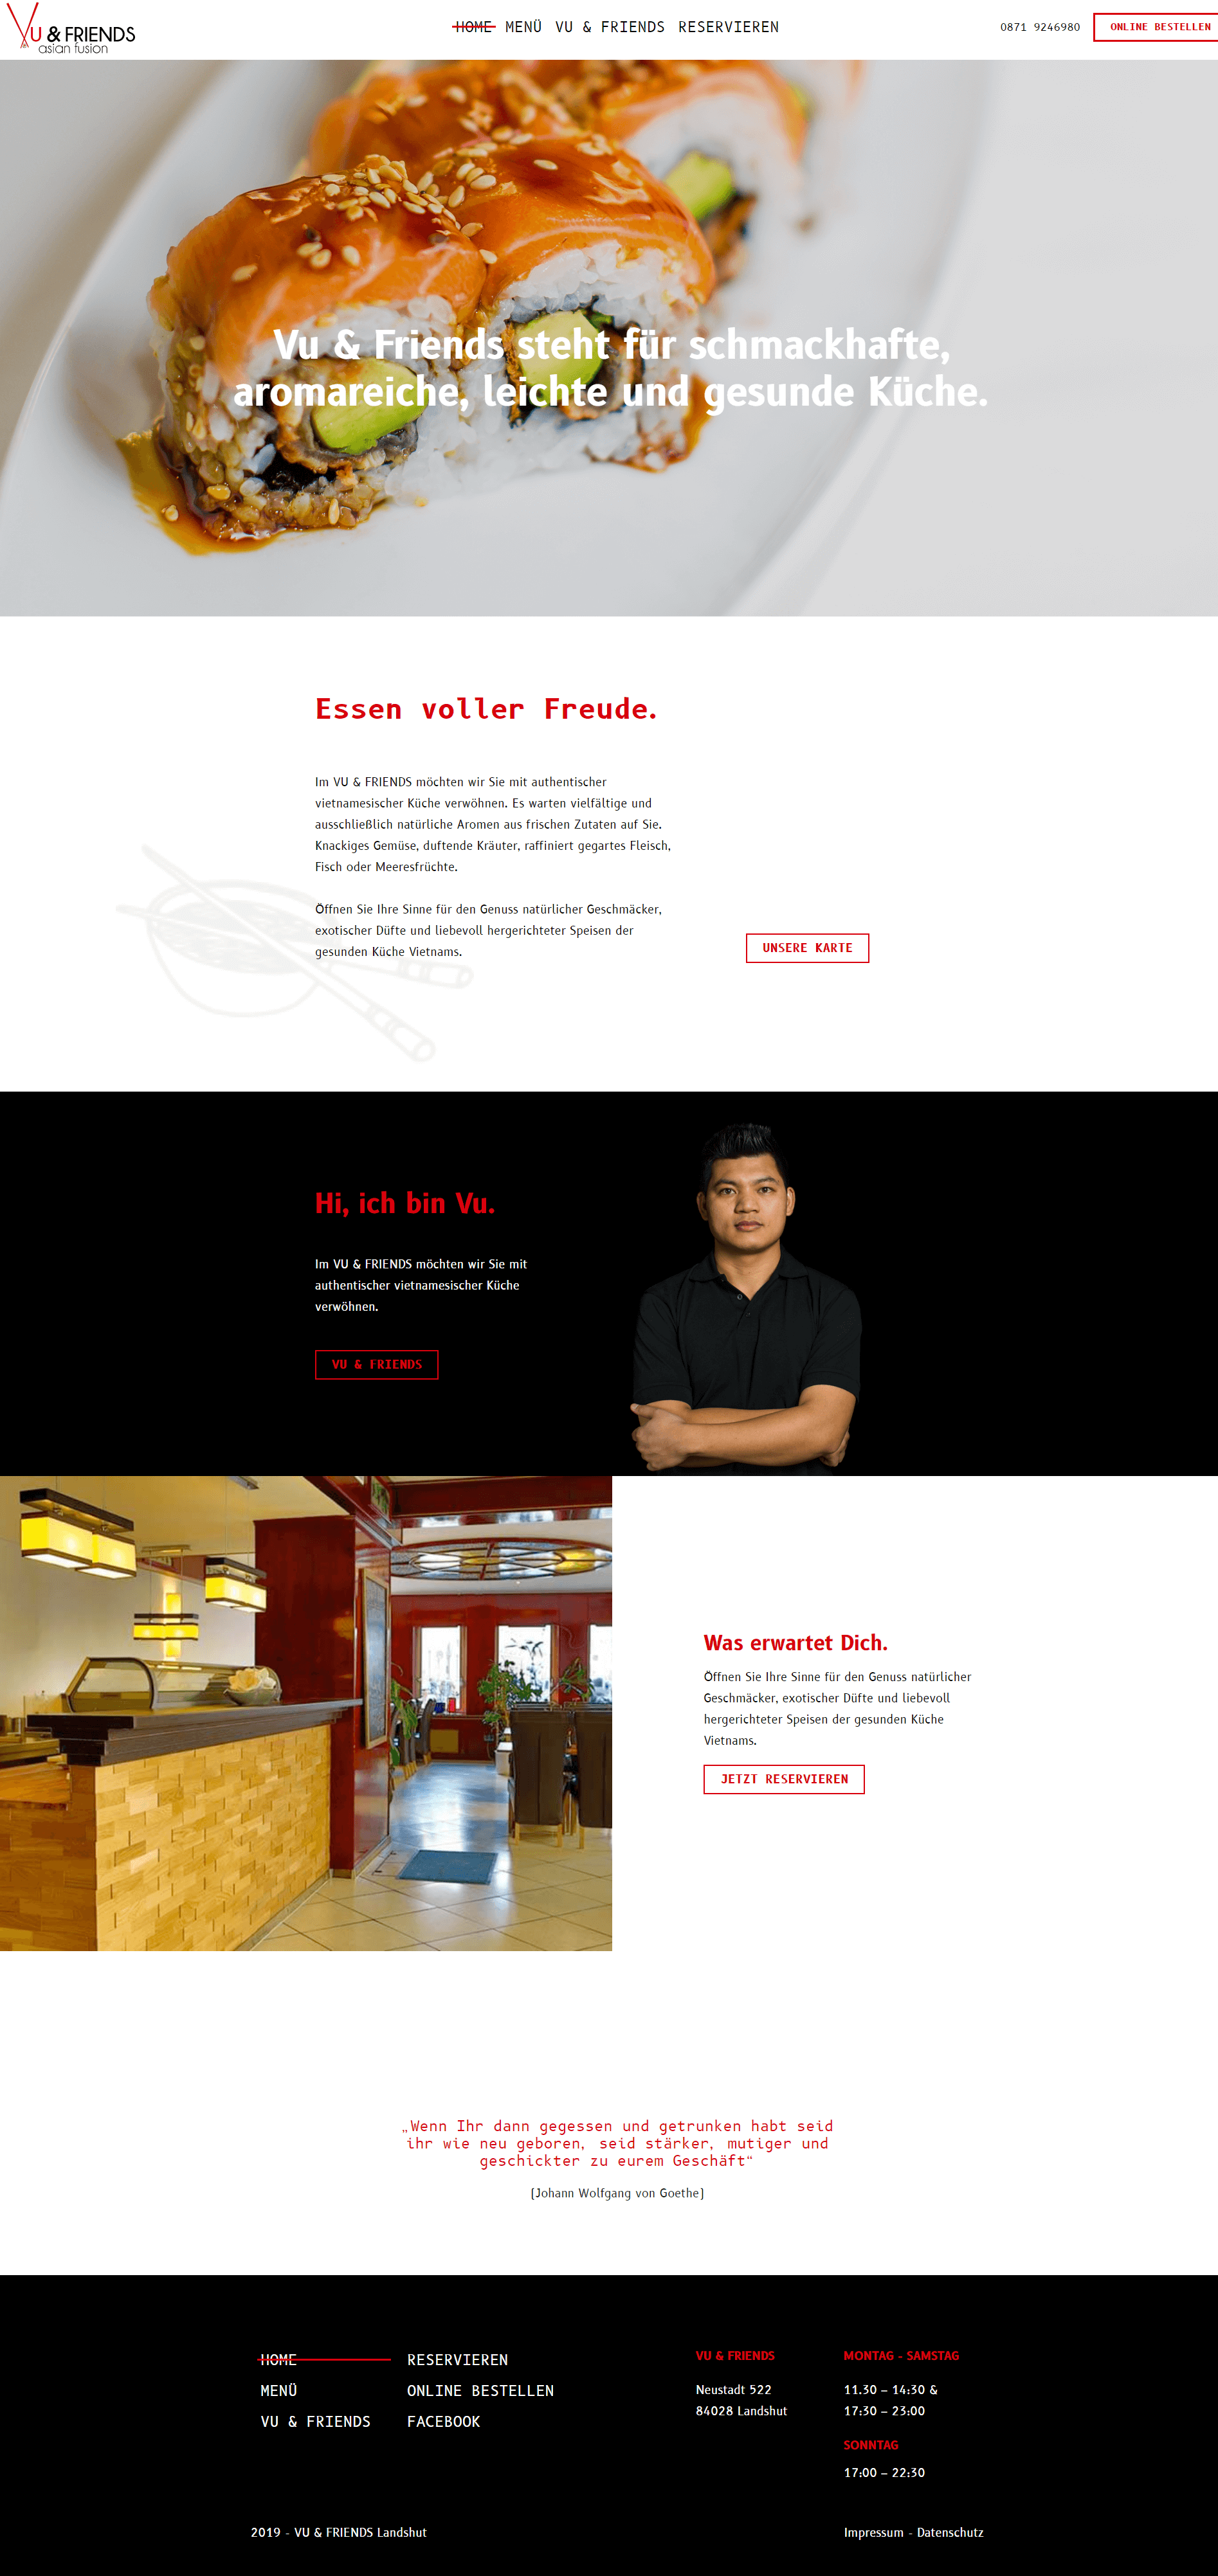 VU & FRIENDS
asian fusion
HOME MENÜ VU & FRIENDS RESERVIEREN
0871 9246980
ONLINE BESTELLEN
Vu & Friends steht für schmackhafte,
aromareiche, leichte und gesunde Küche.
Essen voller Freude.
Im VU & FRIENDS möchten wir Sie mit authentischer
vietnamesischer Küche verwöhnen. Es warten vielfältige und
ausschließlich natürliche Aromen aus frischen Zutaten auf Sie.
Knackiges Gemüse, duftende Kräuter, raffiniert gegartes Fleisch,
Fisch oder Meeresfrüchte.
Öffnen Sie Ihre Sinne für den Genuss natürlicher Geschmäcker,
exotischer Düfte und liebevoll hergerichteter Speisen der
gesunden Küche Vietnams.
UNSERE KARTE
Hi, ich bin Vu.
Im VU & FRIENDS möchten wir Sie mit
authentischer vietnamesischer Küche
verwöhnen.
VU & FRIENDS
Was erwartet Dich.
Öffnen Sie Ihre Sinne für den Genuss natürlicher
Geschmäcker, exotischer Düfte und liebevoll
hergerichteter Speisen der gesunden Küche
Vietnams.
JETZT RESERVIEREN
„Wenn Ihr dann gegessen und getrunken habt seid
ihr wie neu geboren, seid stärker, mutiger und
geschickter zu eurem Geschäft“
(Johann Wolfgang von Goethe)
HOME
MENÜ
VU & FRIENDS
RESERVIEREN
ONLINE BESTELLEN
FACEBOOK
VU & FRIENDS
Neustadt 522
84028 Landshut
MONTAG - SAMSTAG
11.30 – 14:30 &
17:30 – 23:00
SONNTAG
17:00 – 22:30
2019 - VU & FRIENDS Landshut
Impressum - Datenschutz